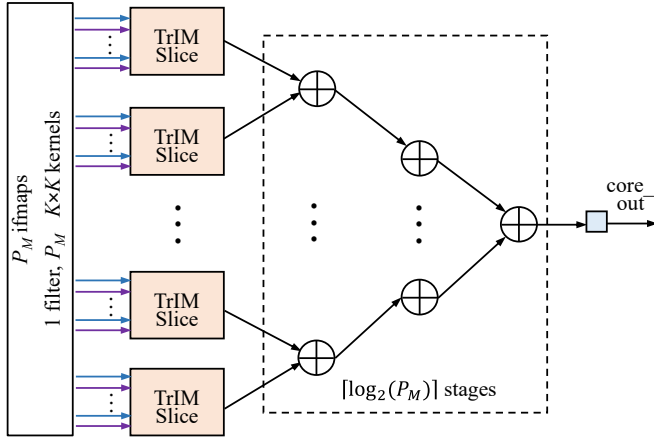 P_M ifmaps
1 filter, P_M K×K kernels
TrIM
Slice
TrIM
Slice
TrIM
Slice
TrIM
Slice
⌈log₂(P_M)⌉ stages
core_
out